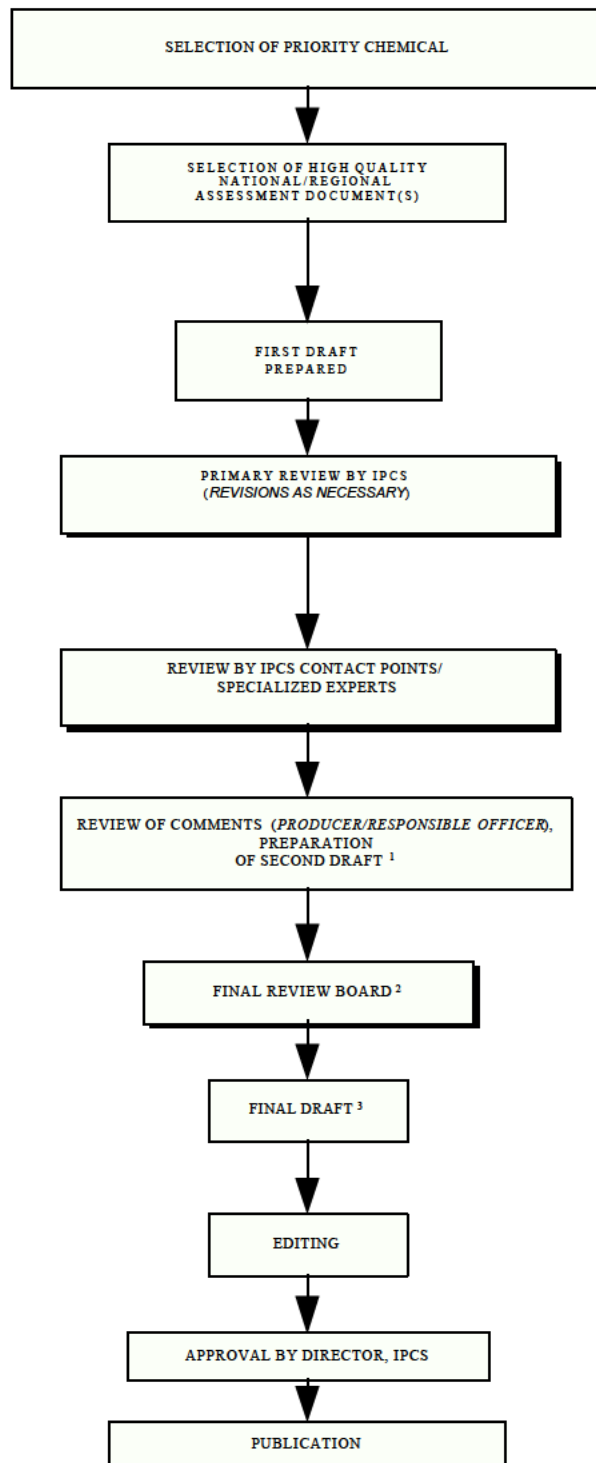 SELECTION OF PRIORITY CHEMICAL
SELECTION OF HIGH QUALITY
NATIONAL/REGIONAL
ASSESSMENT DOCUMENT(S)
FIRST DRAFT
PREPARED
PRIMARY REVIEW BY IPCS
(REVISIONS AS NECESSARY)
REVIEW BY IPCS CONTACT POINTS/
SPECIALIZED EXPERTS
REVIEW OF COMMENTS (PRODUCER/RESPONSIBLE OFFICER),
PREPARATION
OF SECOND DRAFT 1
FINAL REVIEW BOARD 2
FINAL DRAFT 3
EDITING
APPROVAL BY DIRECTOR, IPCS
PUBLICATION